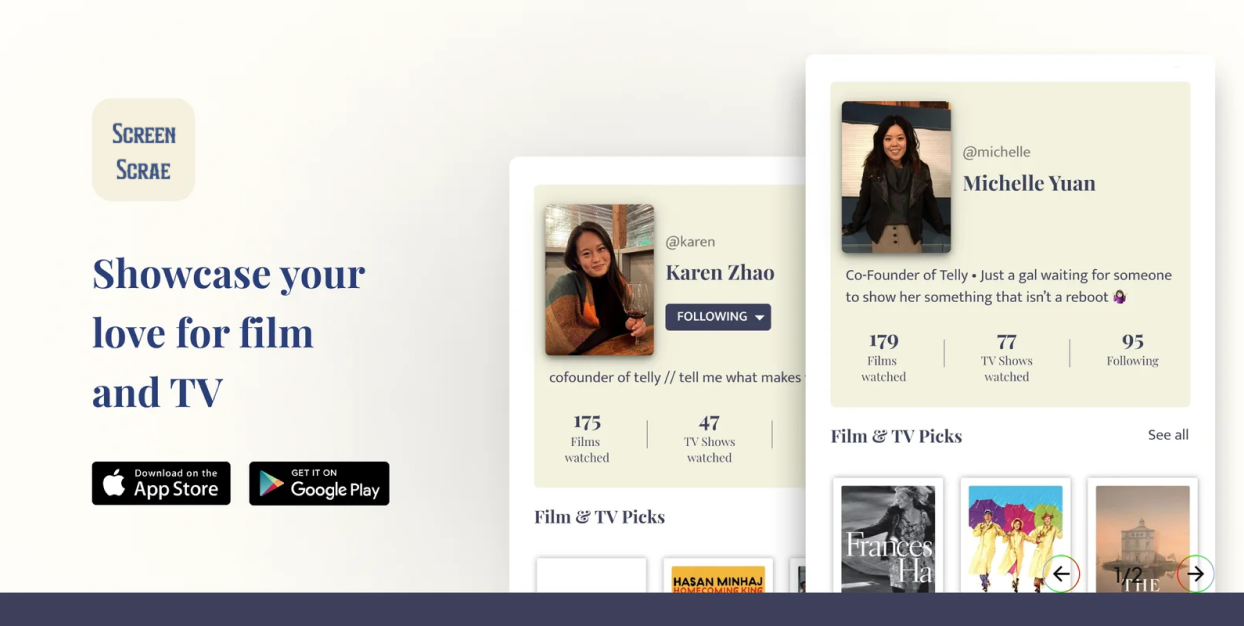 SCREEN
SCRAE
Showcase your
love for film
and TV
Download on the
App Store
GET IT ON
Google Play
@karen
Karen Zhao
FOLLOWING
cofounder of telly // tell me what makes
175
Films
watched
47
TV Shows
watched
Film & TV Picks
HASAN MINHAJ
HOMECOMING KING
@michelle
Michelle Yuan
Co-Founder of Telly • Just a gal waiting for someone
to show her something that isn't a reboot 🤷🏻‍♀️
179
Films
watched
77
TV Shows
watched
95
Following
Film & TV Picks
See all
Frances
Ha
THE
1/2